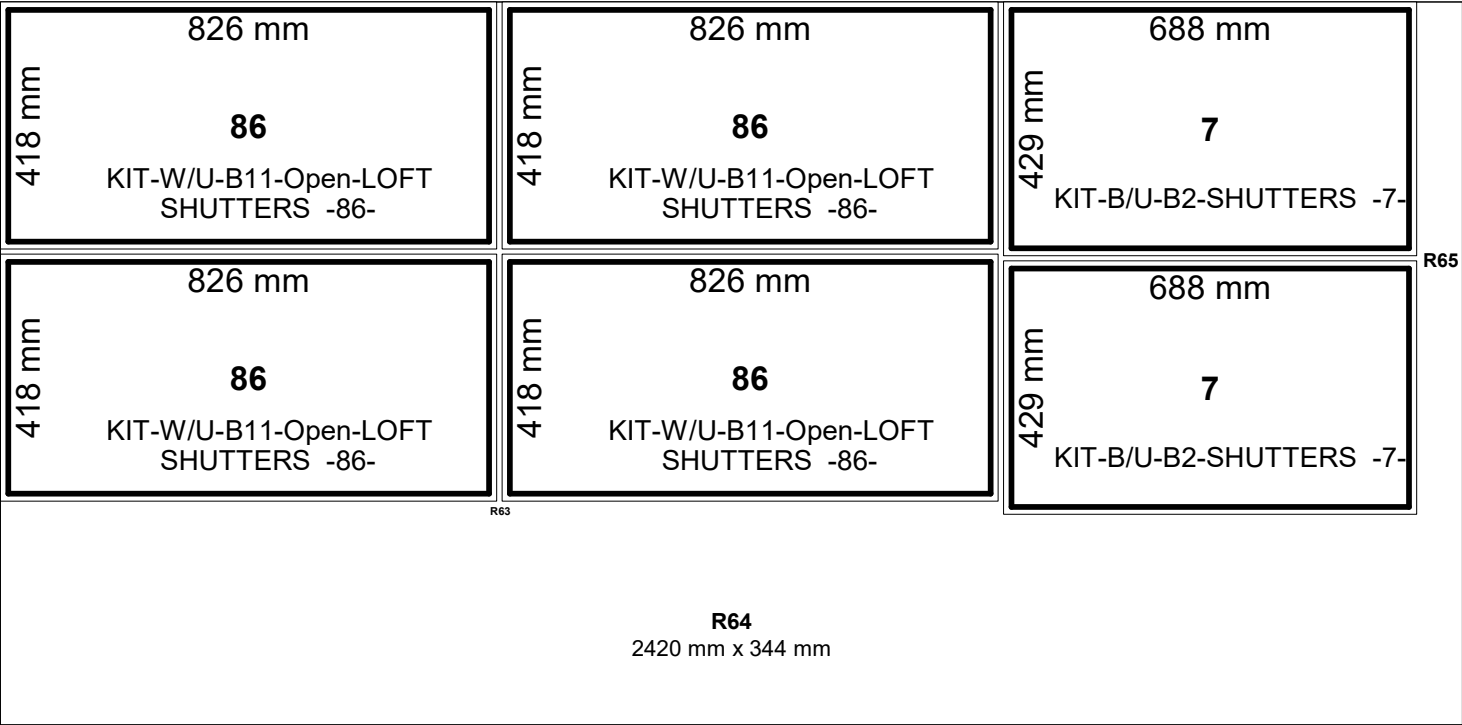 826 mm
418 mm
86
KIT-W/U-B11-Open-LOFT
SHUTTERS -86-
826 mm
418 mm
86
KIT-W/U-B11-Open-LOFT
SHUTTERS -86-
688 mm
429 mm
7
KIT-B/U-B2-SHUTTERS -7-
R65
826 mm
418 mm
86
KIT-W/U-B11-Open-LOFT
SHUTTERS -86-
826 mm
418 mm
86
KIT-W/U-B11-Open-LOFT
SHUTTERS -86-
688 mm
429 mm
7
KIT-B/U-B2-SHUTTERS -7-
R63
R64
2420 mm x 344 mm